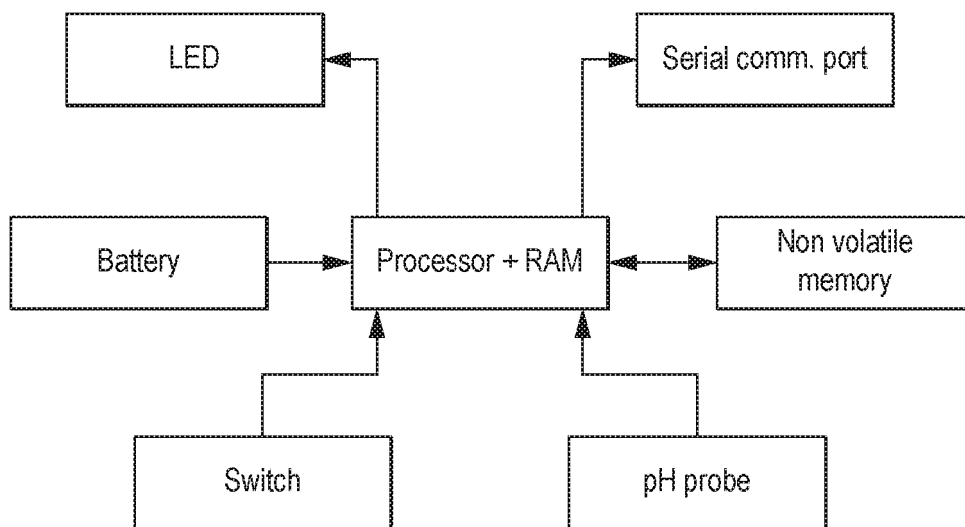 LED
Serial comm. port
Battery
Processor + RAM
Non volatile
memory
Switch
pH probe